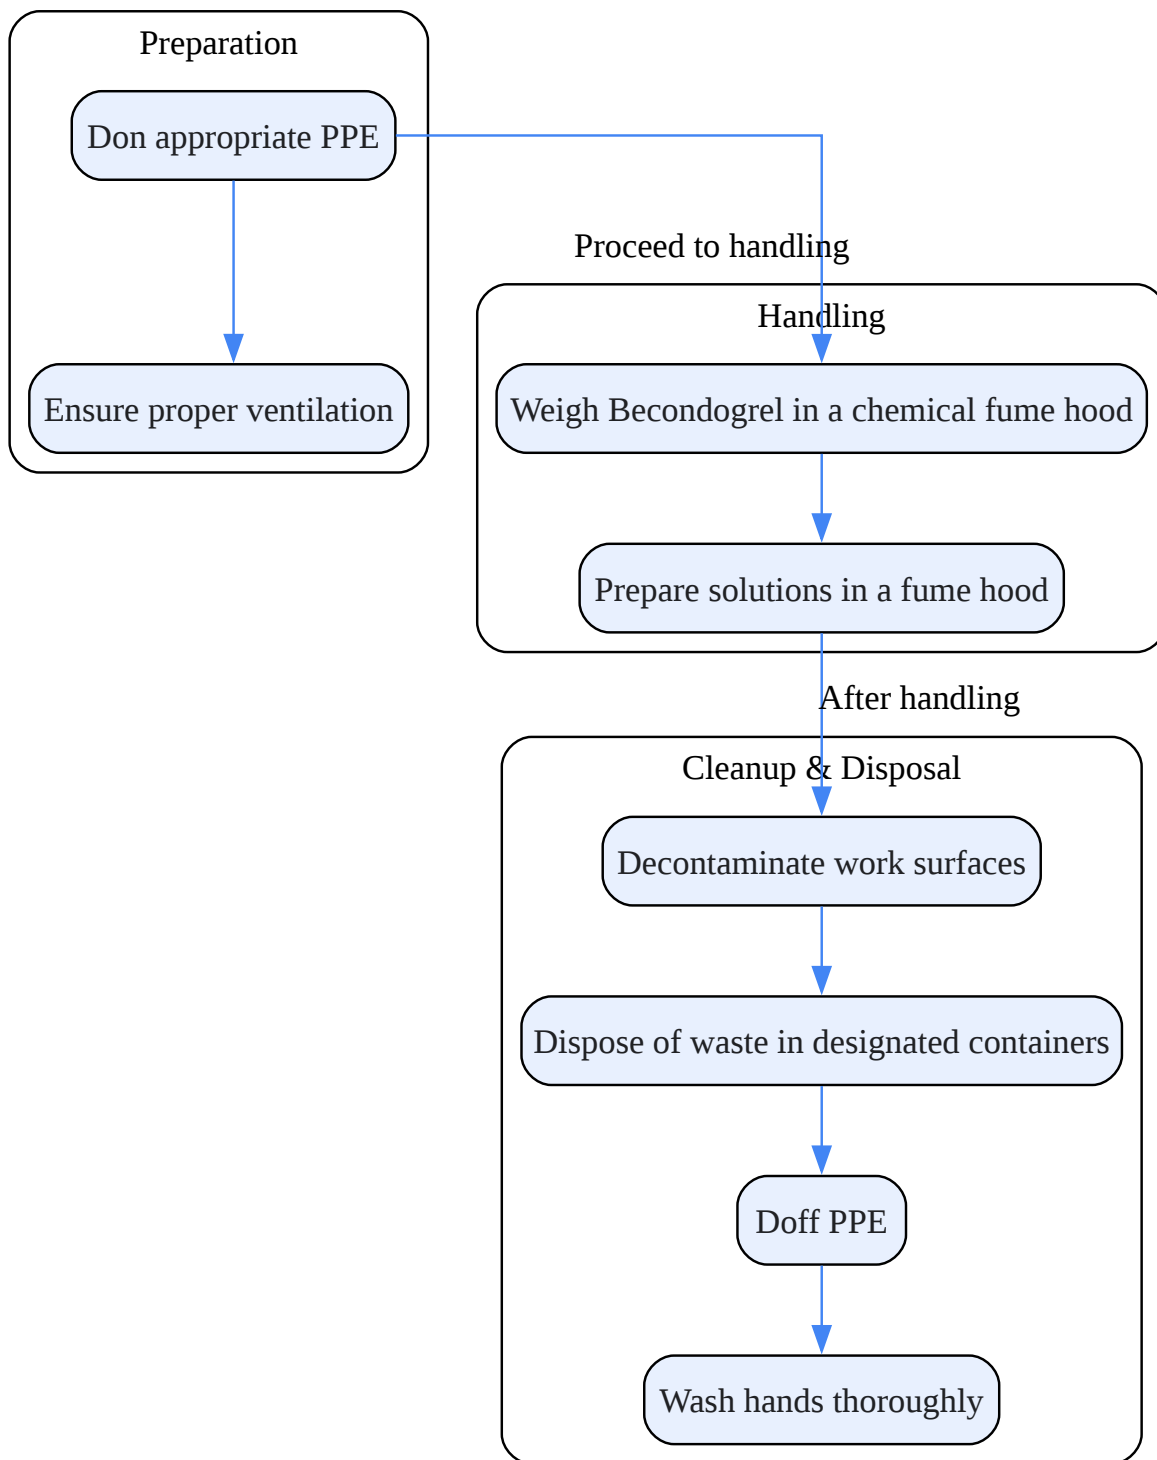 Preparation
Don appropriate PPE
Ensure proper ventilation
Proceed to handling
Handling
Weigh Becondogrel in a chemical fume hood
Prepare solutions in a fume hood
After handling
Cleanup & Disposal
Decontaminate work surfaces
Dispose of waste in designated containers
Doff PPE
Wash hands thoroughly